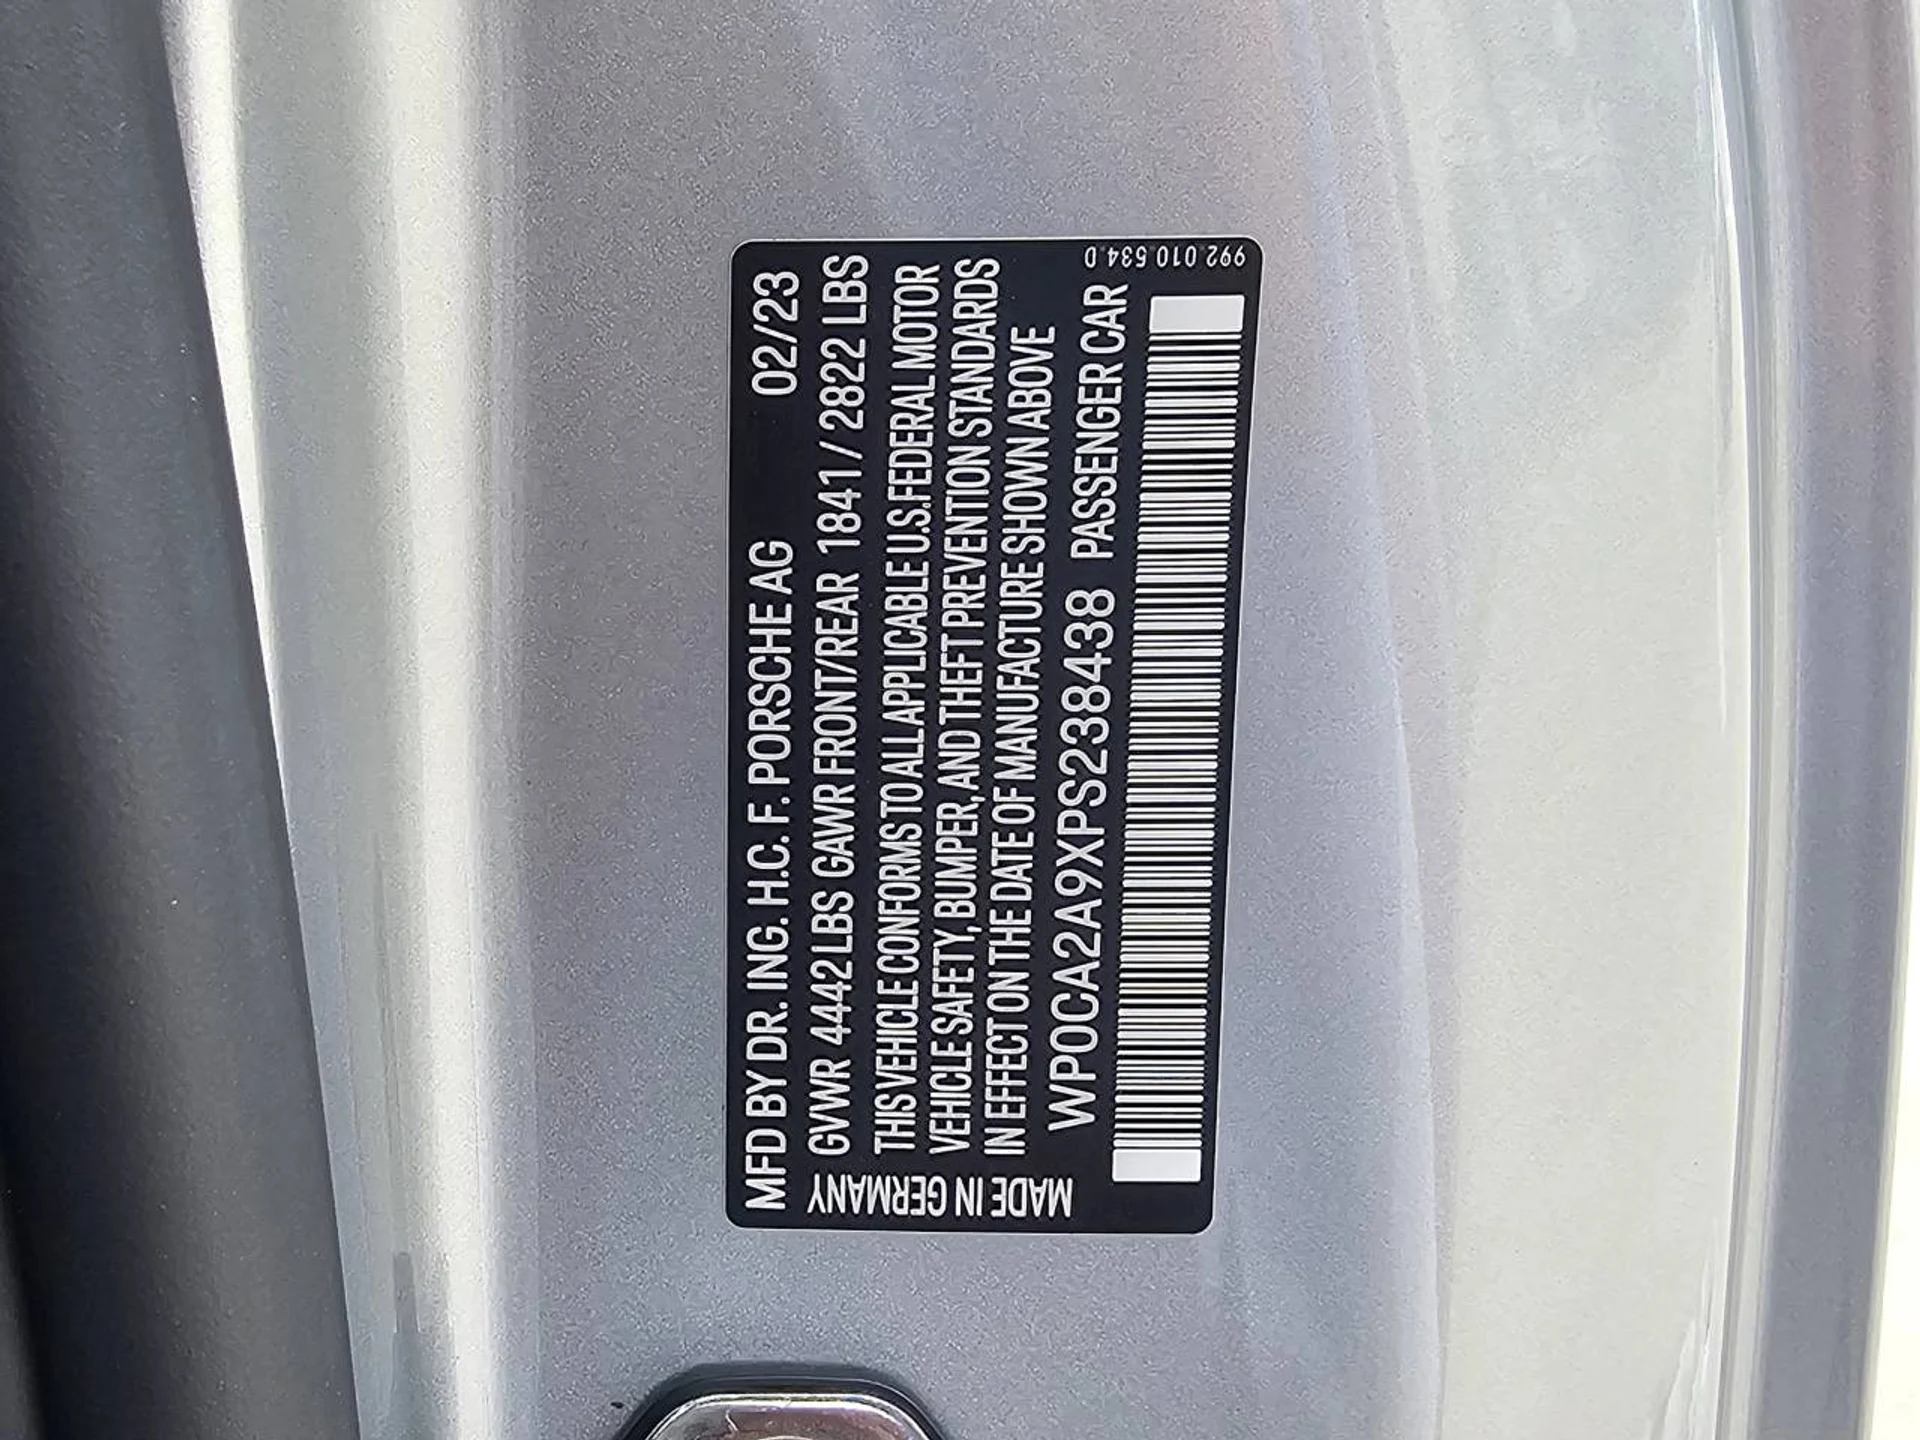 MFD BY DR. ING. H.C. F. PORSCHE AG 02/23
GVWR 4442 LBS GAWR FRONT/REAR 1841 / 2822 LBS
THIS VEHICLE CONFORMS TO ALL APPLICABLE U.S.FEDERAL MOTOR
VEHICLE SAFETY, BUMPER, AND THEFT PREVENTION STANDARDS
IN EFFECT ON THE DATE OF MANUFACTURE SHOWN ABOVE
WP0CA2A9XPS238438 PASSENGER CAR
MADE IN GERMANY
992.010.534.D